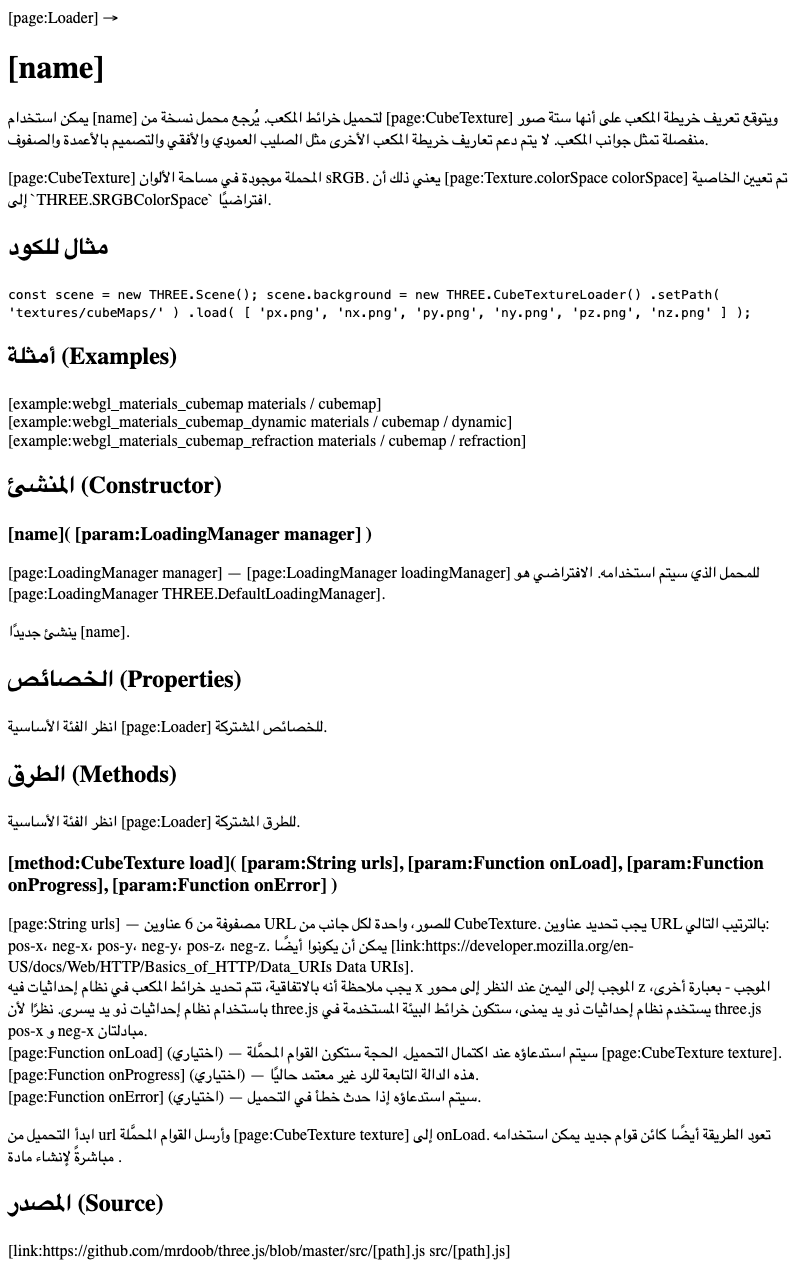 [page:Loader] →
[name]
يمكن استخدام [name] لتحميل خرائط المكعب. يُرجع محمل نسخة من [page:CubeTexture] ويتوقع تعريف خريطة المكعب على أنها ستة صور
منفصلة تمثل جوانب المكعب. لا يتم دعم تعاريف خريطة المكعب الأخرى مثل الصليب العمودي والأفقي والتصميم بالأعمدة والصفوف.
[page:CubeTexture] المحملة موجودة في مساحة الألوان sRGB. يعني ذلك أن [page:Texture.colorSpace colorSpace] تم تعيين الخاصية
إلى `THREE.SRGBColorSpace` افتراضيًا.
مثال للكود
const scene = new THREE.Scene(); scene.background = new THREE.CubeTextureLoader() .setPath(
'textures/cubeMaps/' ) .load( [ 'px.png', 'nx.png', 'py.png', 'ny.png', 'pz.png', 'nz.png' ] );
أمثلة (Examples)
[example:webgl_materials_cubemap materials / cubemap]
[example:webgl_materials_cubemap_dynamic materials / cubemap / dynamic]
[example:webgl_materials_cubemap_refraction materials / cubemap / refraction]
المنشئ (Constructor)
[name]( [param:LoadingManager manager] )
[page:LoadingManager manager] — [page:LoadingManager loadingManager] للمحمل الذي سيتم استخدامه. الافتراضي هو
[page:LoadingManager THREE.DefaultLoadingManager].
ينشئ جديدًا [name].
الخصائص (Properties)
انظر الفئة الأساسية [page:Loader] للخصائص المشتركة.
الطرق (Methods)
انظر الفئة الأساسية [page:Loader] للطرق المشتركة.
[method:CubeTexture load]( [param:String urls], [param:Function onLoad], [param:Function
onProgress], [param:Function onError] )
[page:String urls] — مصفوفة من 6 عناوين URL للصور، واحدة لكل جانب من CubeTexture. يجب تحديد عناوين URL بالترتيب التالي:
pos-x، neg-x، pos-y، neg-y، pos-z، neg-z. يمكن أن يكونوا أيضًا [link:https://developer.mozilla.org/en-
US/docs/Web/HTTP/Basics_of_HTTP/Data_URIs Data URIs].
يجب ملاحظة أنه بالاتفاقية، تتم تحديد خرائط المكعب في نظام إحداثيات فيه x الموجب إلى اليمين عند النظر إلى محور z الموجب - بعبارة أخرى،
باستخدام نظام إحداثيات ذو يد يسرى. نظرًا لأن three.js يستخدم نظام إحداثيات ذو يد يمنى، ستكون خرائط البيئة المستخدمة في three.js
pos-x و neg-x مبادلتان.
[page:Function onLoad] (اختياري) — سيتم استدعاؤه عند اكتمال التحميل. الحجة ستكون القوام المحمَّلة [page:CubeTexture texture].
[page:Function onProgress] (اختياري) — هذه الدالة التابعة للرد غير معتمد حاليًا.
[page:Function onError] (اختياري) — سيتم استدعاؤه إذا حدث خطأ في التحميل.
ابدأ التحميل من url وأرسل القوام المحمَّلة [page:CubeTexture texture] إلى onLoad. تعود الطريقة أيضًا كائن قوام جديد يمكن استخدامه
مباشرةً لإنشاء مادة .
المصدر (Source)
[link:https://github.com/mrdoob/three.js/blob/master/src/[path].js src/[path].js]